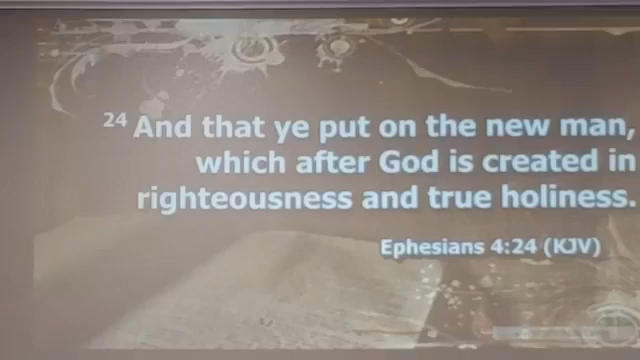 24 And that ye put on the new man,
which after God is created in
righteousness and true holiness.
Ephesians 4:24 (KJV)